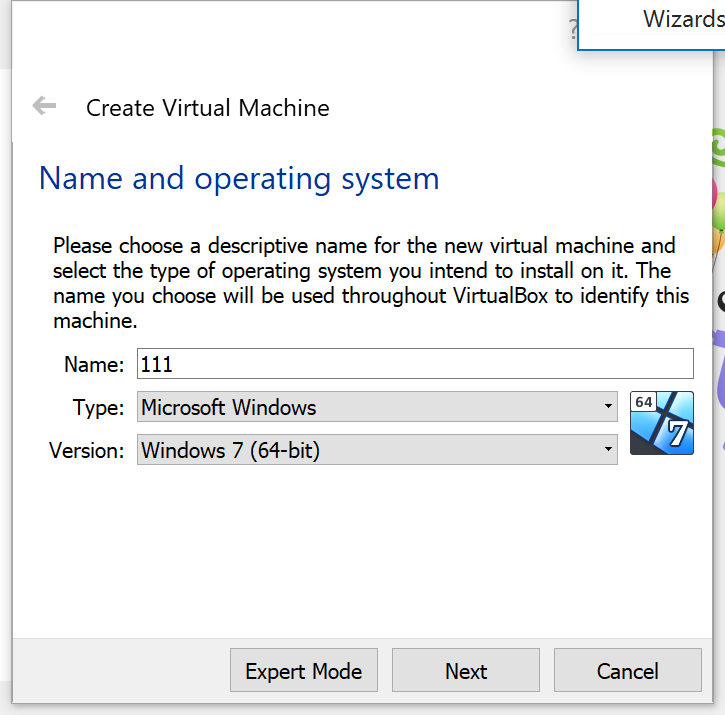 Wizards
?
Create Virtual Machine
Name and operating system
Please choose a descriptive name for the new virtual machine and
select the type of operating system you intend to install on it. The
name you choose will be used throughout VirtualBox to identify this
machine.
Name: 111
Type: Microsoft Windows
64
7
Version: Windows 7 (64-bit)
Expert Mode Next Cancel